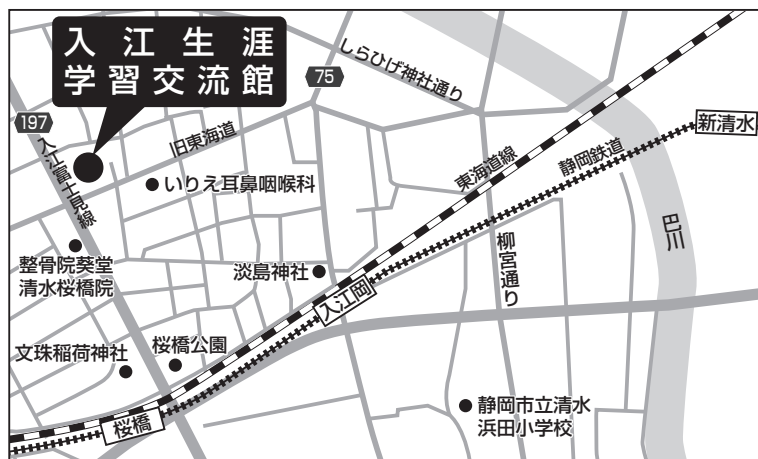 入江生涯
学習交流館
75
しらひげ神社通り
197
旧東海道
入江富士見線
いりえ耳鼻咽喉科
東海道線
静岡鉄道
新清水
巴川
柳宮通り
整骨院葵堂
清水桜橋院
淡島神社
入江岡
文珠稲荷神社
桜橋公園
桜橋
静岡市立清水
浜田小学校